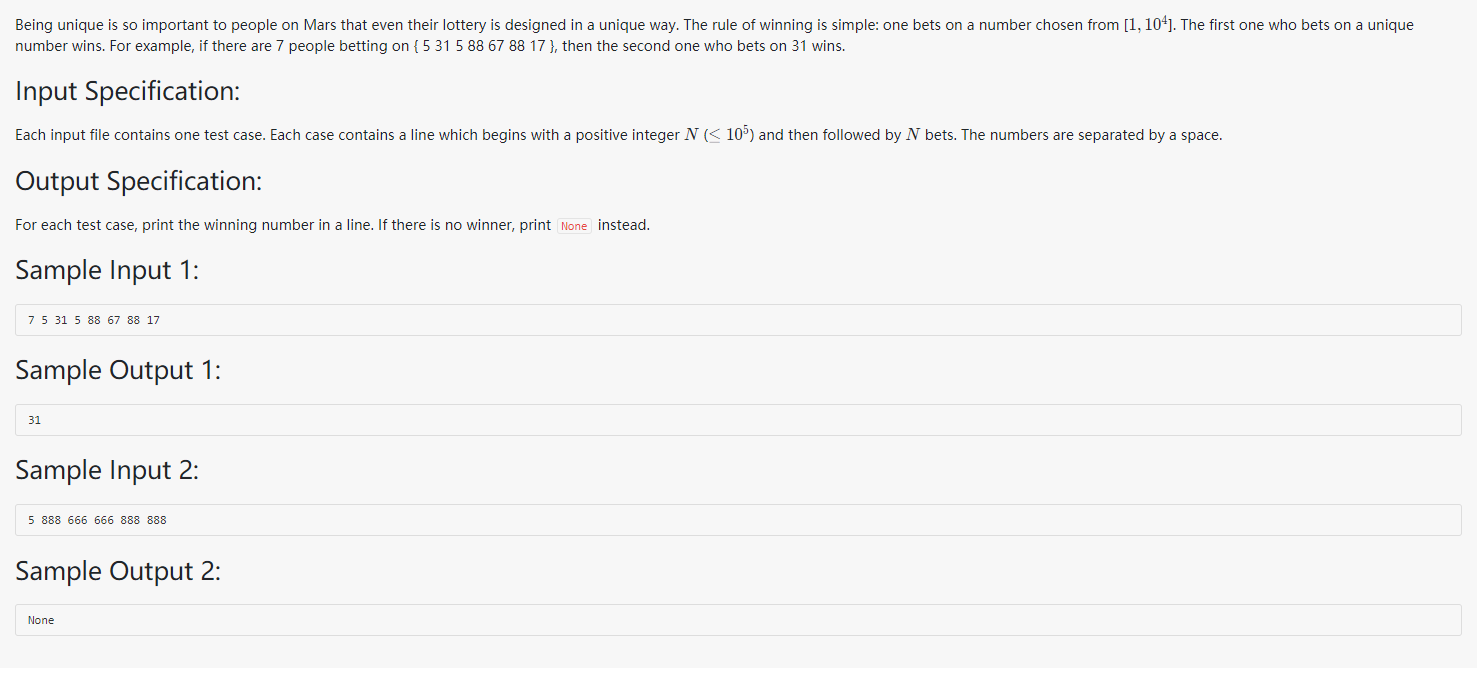 Being unique is so important to people on Mars that even their lottery is designed in a unique way. The rule of winning is simple: one bets on a number chosen from [1, 10⁴]. The first one who bets on a unique
number wins. For example, if there are 7 people betting on { 5 31 5 88 67 88 17 }, then the second one who bets on 31 wins.
Input Specification:
Each input file contains one test case. Each case contains a line which begins with a positive integer N (≤ 10⁵) and then followed by N bets. The numbers are separated by a space.
Output Specification:
For each test case, print the winning number in a line. If there is no winner, print None instead.
Sample Input 1:
7 5 31 5 88 67 88 17
Sample Output 1:
31
Sample Input 2:
5 888 666 666 888 888
Sample Output 2:
None